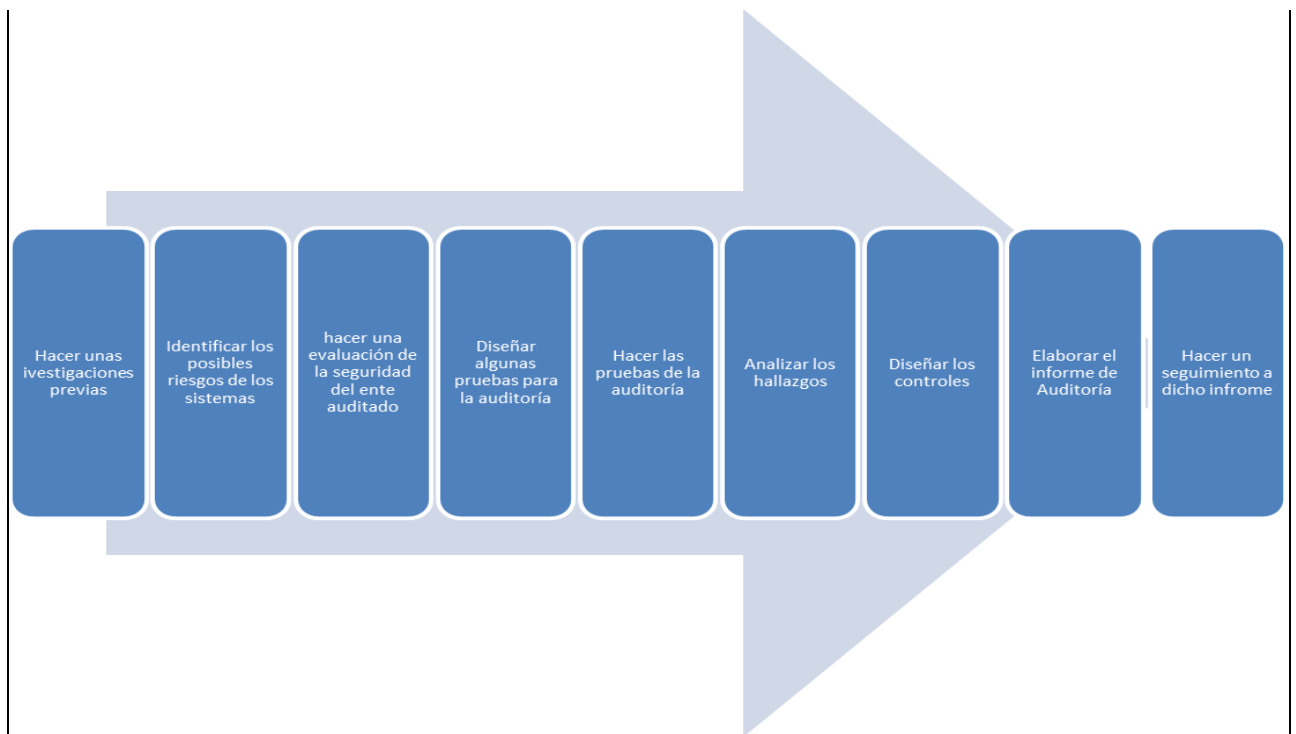 Hacer unas
ivestigaciones
previas
Identificar los
posibles
riesgos de los
sistemas
hacer una
evaluación de
la seguridad
del ente
auditado
Diseñar
algunas
pruebas para
la auditoría
Hacer las
pruebas de la
auditoría
Analizar los
hallazgos
Diseñar los
controles
Elaborar el
informe de
Auditoría
Hacer un
seguimiento a
dicho infrome